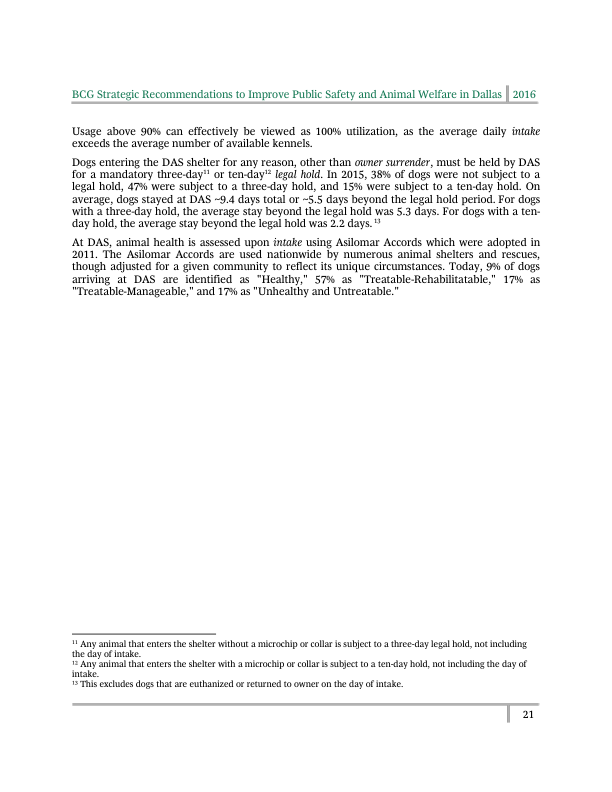 BCG Strategic Recommendations to Improve Public Safety and Animal Welfare in Dallas 2016
Usage above 90% can effectively be viewed as 100% utilization, as the average daily intake
exceeds the average number of available kennels.
Dogs entering the DAS shelter for any reason, other than owner surrender, must be held by DAS
for a mandatory three-day¹¹ or ten-day¹² legal hold. In 2015, 38% of dogs were not subject to a
legal hold, 47% were subject to a three-day hold, and 15% were subject to a ten-day hold. On
average, dogs stayed at DAS ~9.4 days total or ~5.5 days beyond the legal hold period. For dogs
with a three-day hold, the average stay beyond the legal hold was 5.3 days. For dogs with a ten-
day hold, the average stay beyond the legal hold was 2.2 days. ¹³
At DAS, animal health is assessed upon intake using Asilomar Accords which were adopted in
2011. The Asilomar Accords are used nationwide by numerous animal shelters and rescues,
though adjusted for a given community to reflect its unique circumstances. Today, 9% of dogs
arriving at DAS are identified as "Healthy," 57% as "Treatable-Rehabilitatable," 17% as
"Treatable-Manageable," and 17% as "Unhealthy and Untreatable."
¹¹ Any animal that enters the shelter without a microchip or collar is subject to a three-day legal hold, not including
the day of intake.
¹² Any animal that enters the shelter with a microchip or collar is subject to a ten-day hold, not including the day of
intake.
¹³ This excludes dogs that are euthanized or returned to owner on the day of intake.
21